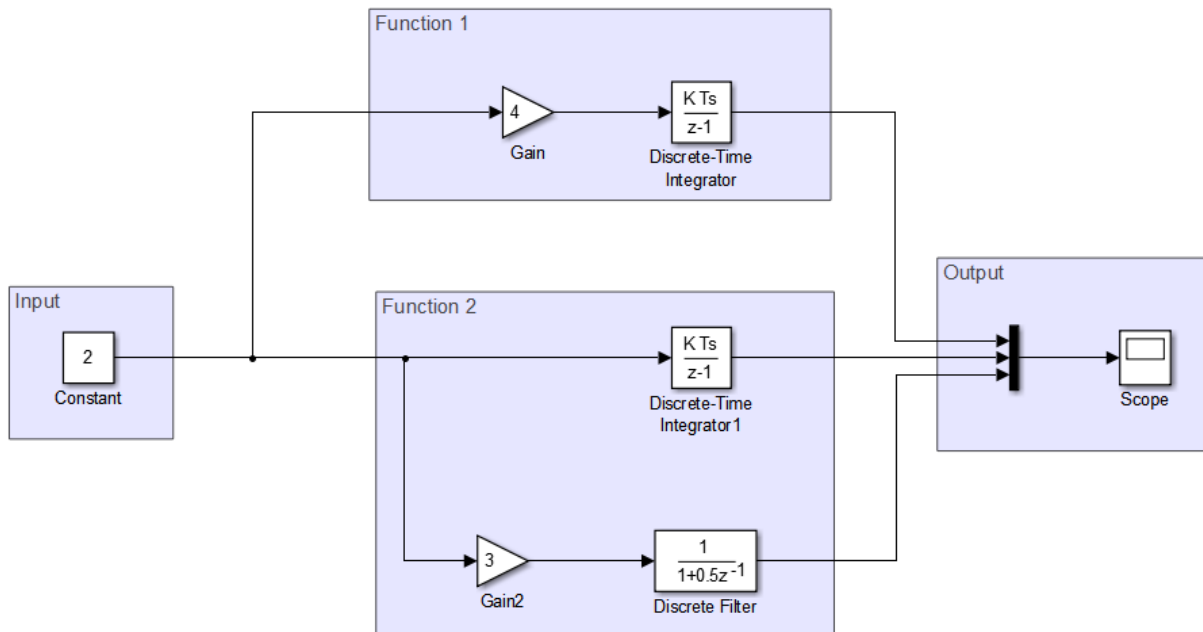 Function 1
4
Gain
K Ts
z-1
Discrete-Time
Integrator
Input
2
Constant
Function 2
K Ts
z-1
Discrete-Time
Integrator1
3
Gain2
1
1+0.5z-1
Discrete Filter
Output
Scope